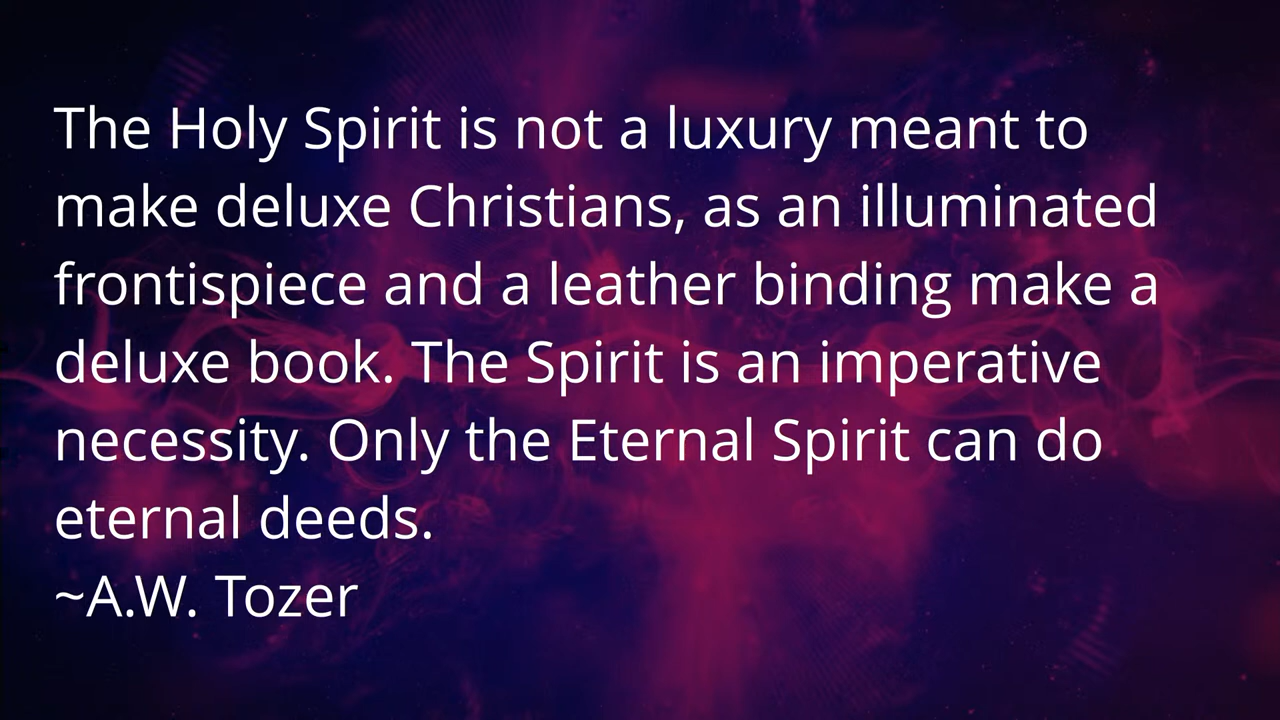 The Holy Spirit is not a luxury meant to
make deluxe Christians, as an illuminated
frontispiece and a leather binding make a
deluxe book. The Spirit is an imperative
necessity. Only the Eternal Spirit can do
eternal deeds.
~A.W. Tozer